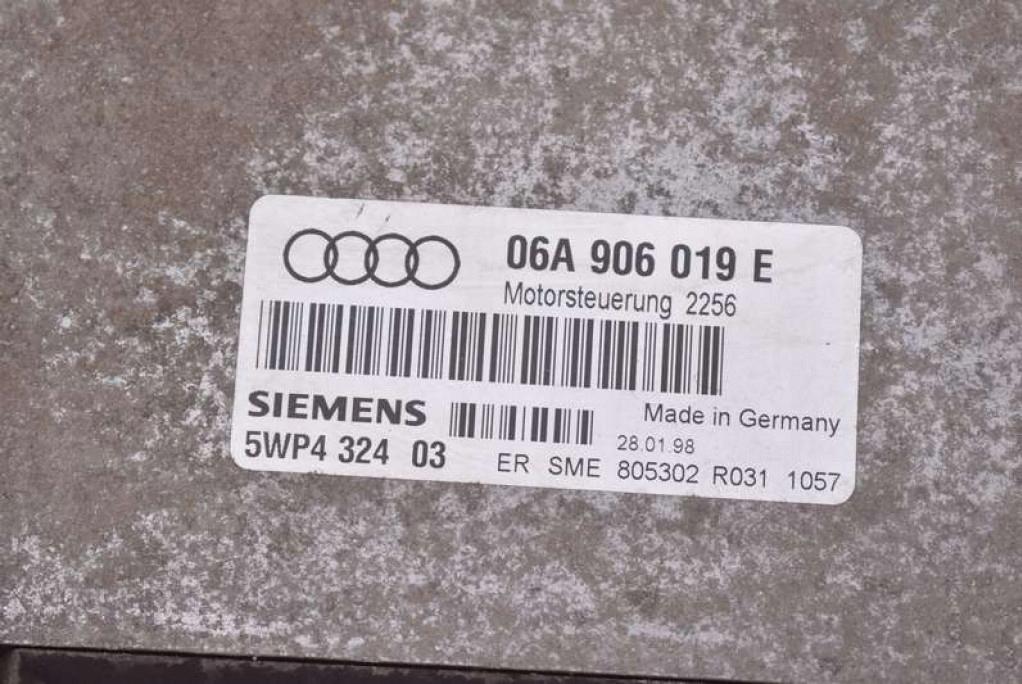 06A 906 019 E
Motorsteuerung 2256
SIEMENS
Made in Germany
28.01.98
5WP4 324 03
ER SME 805302 R031 1057